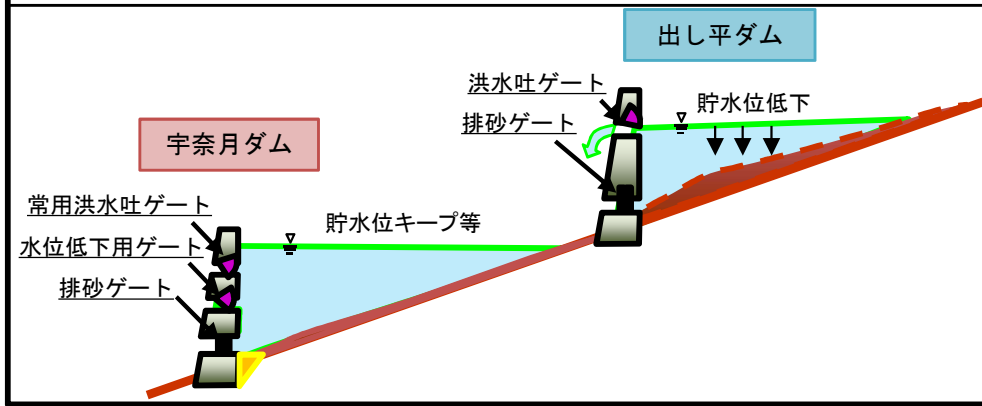 出し平ダム
洪水吐ゲート
貯水位低下
排砂ゲート
宇奈月ダム
常用洪水吐ゲート
貯水位キープ等
水位低下用ゲート
排砂ゲート